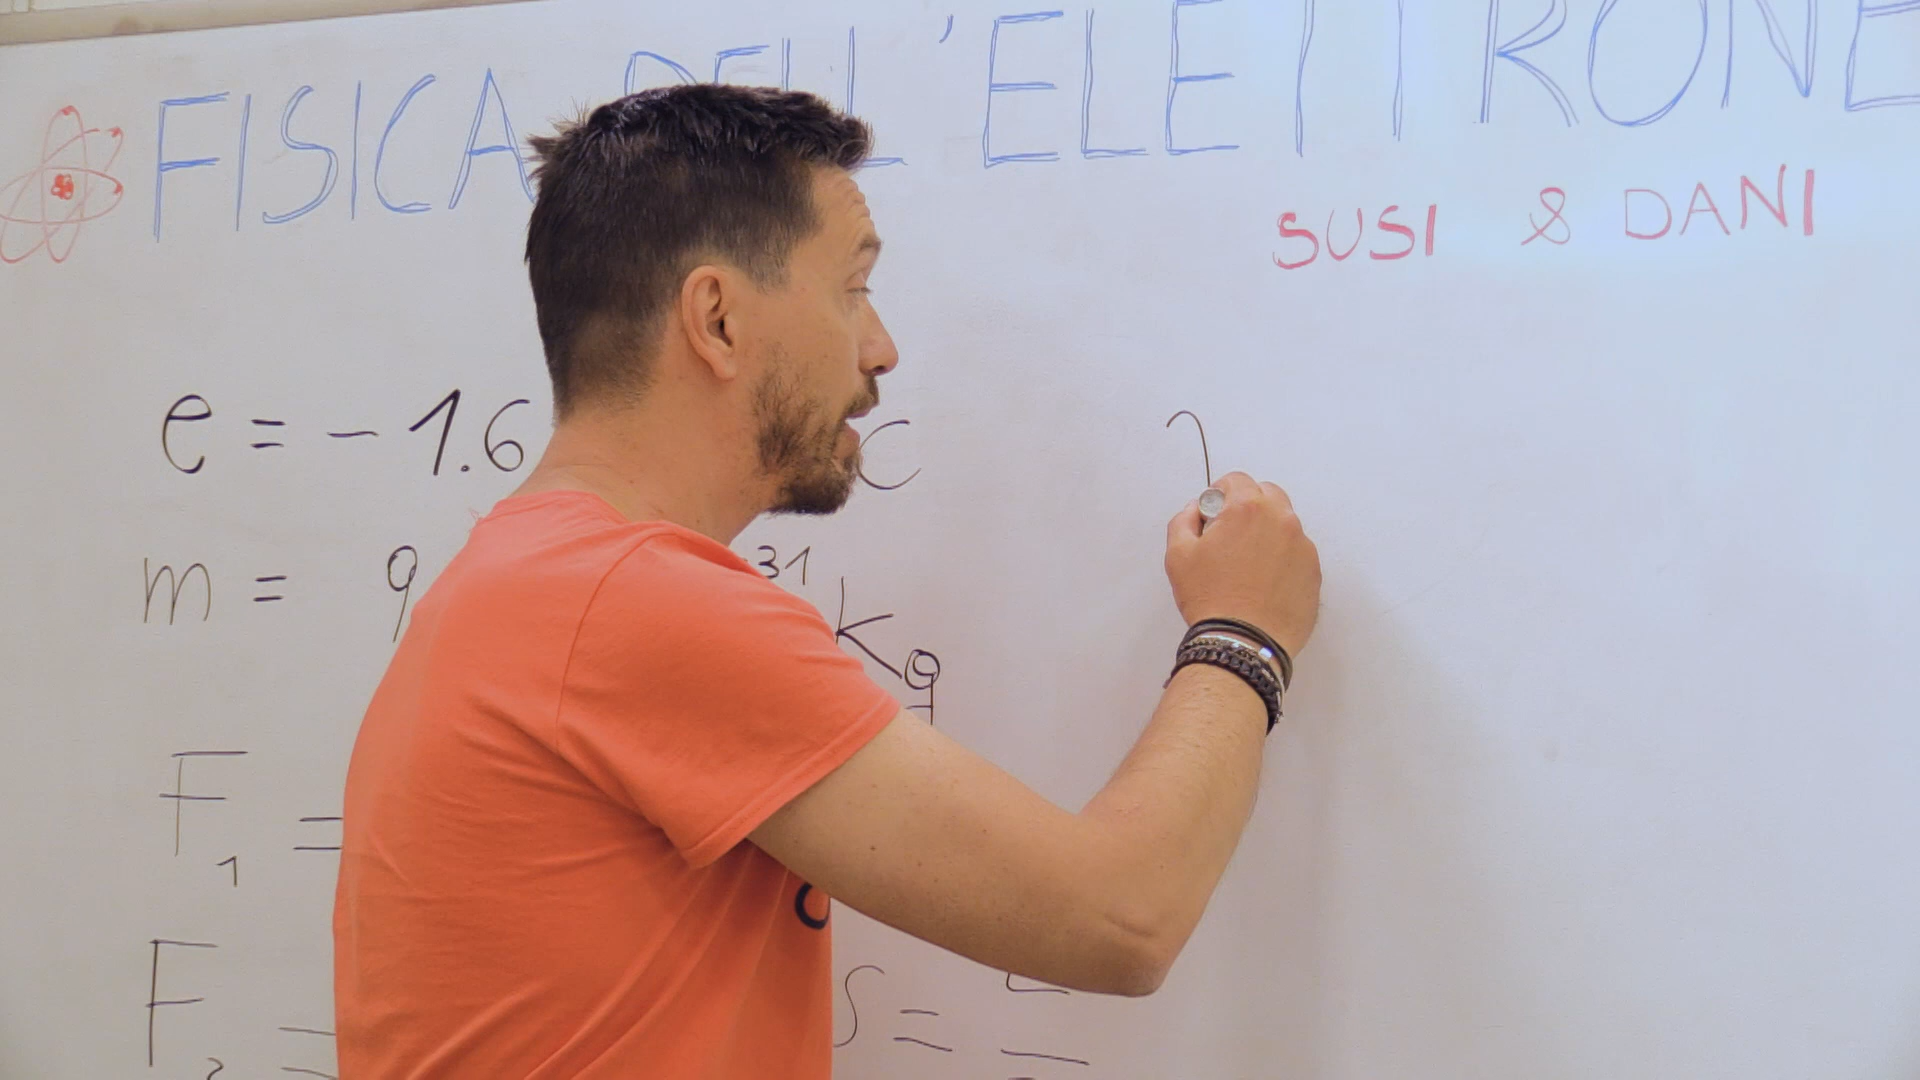 FISICA DELL'ELETTRONE
SUSI & DANI
e = - 1.6 C
m = 9 31 Kg
F1 =
F2 = S =